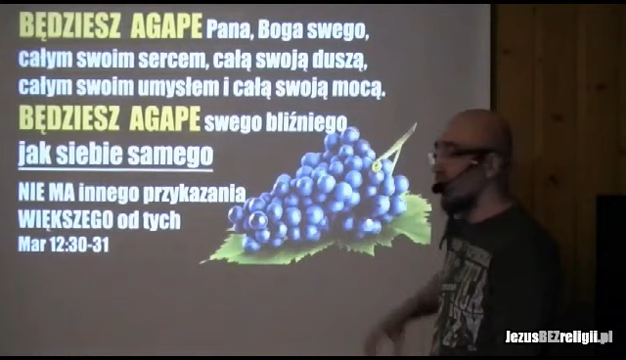 BĘDZIESZ AGAPE Pana, Boga swego,
całym swoim sercem, całą swoją duszą,
całym swoim umysłem i całą swoją mocą.
BĘDZIESZ AGAPE swego bliźniego
jak siebie samego
NIE MA innego przykazania
WIĘKSZEGO od tych
Mar 12:30-31
JezusBEZreligii.pl